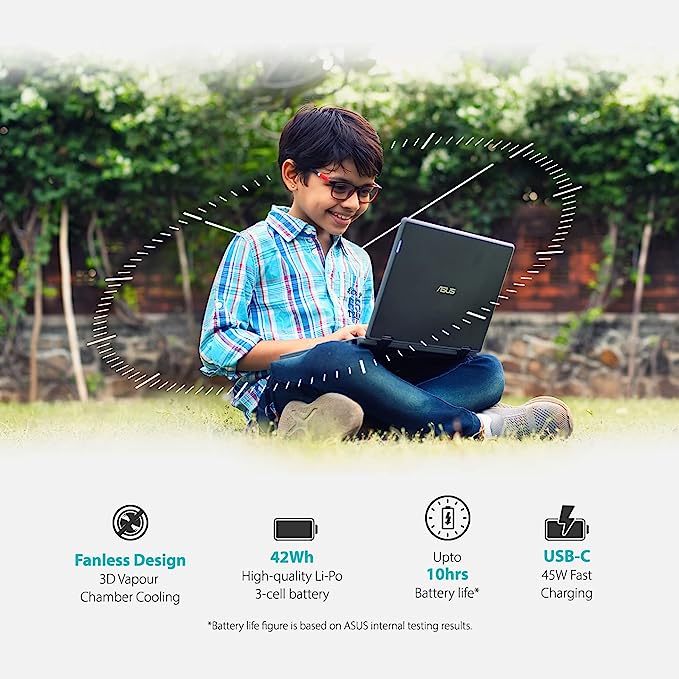 ASUS
Fanless Design
3D Vapour
Chamber Cooling
42Wh
High-quality Li-Po
3-cell battery
Upto
10hrs
Battery life*
USB-C
45W Fast
Charging
*Battery life figure is based on ASUS internal testing results.